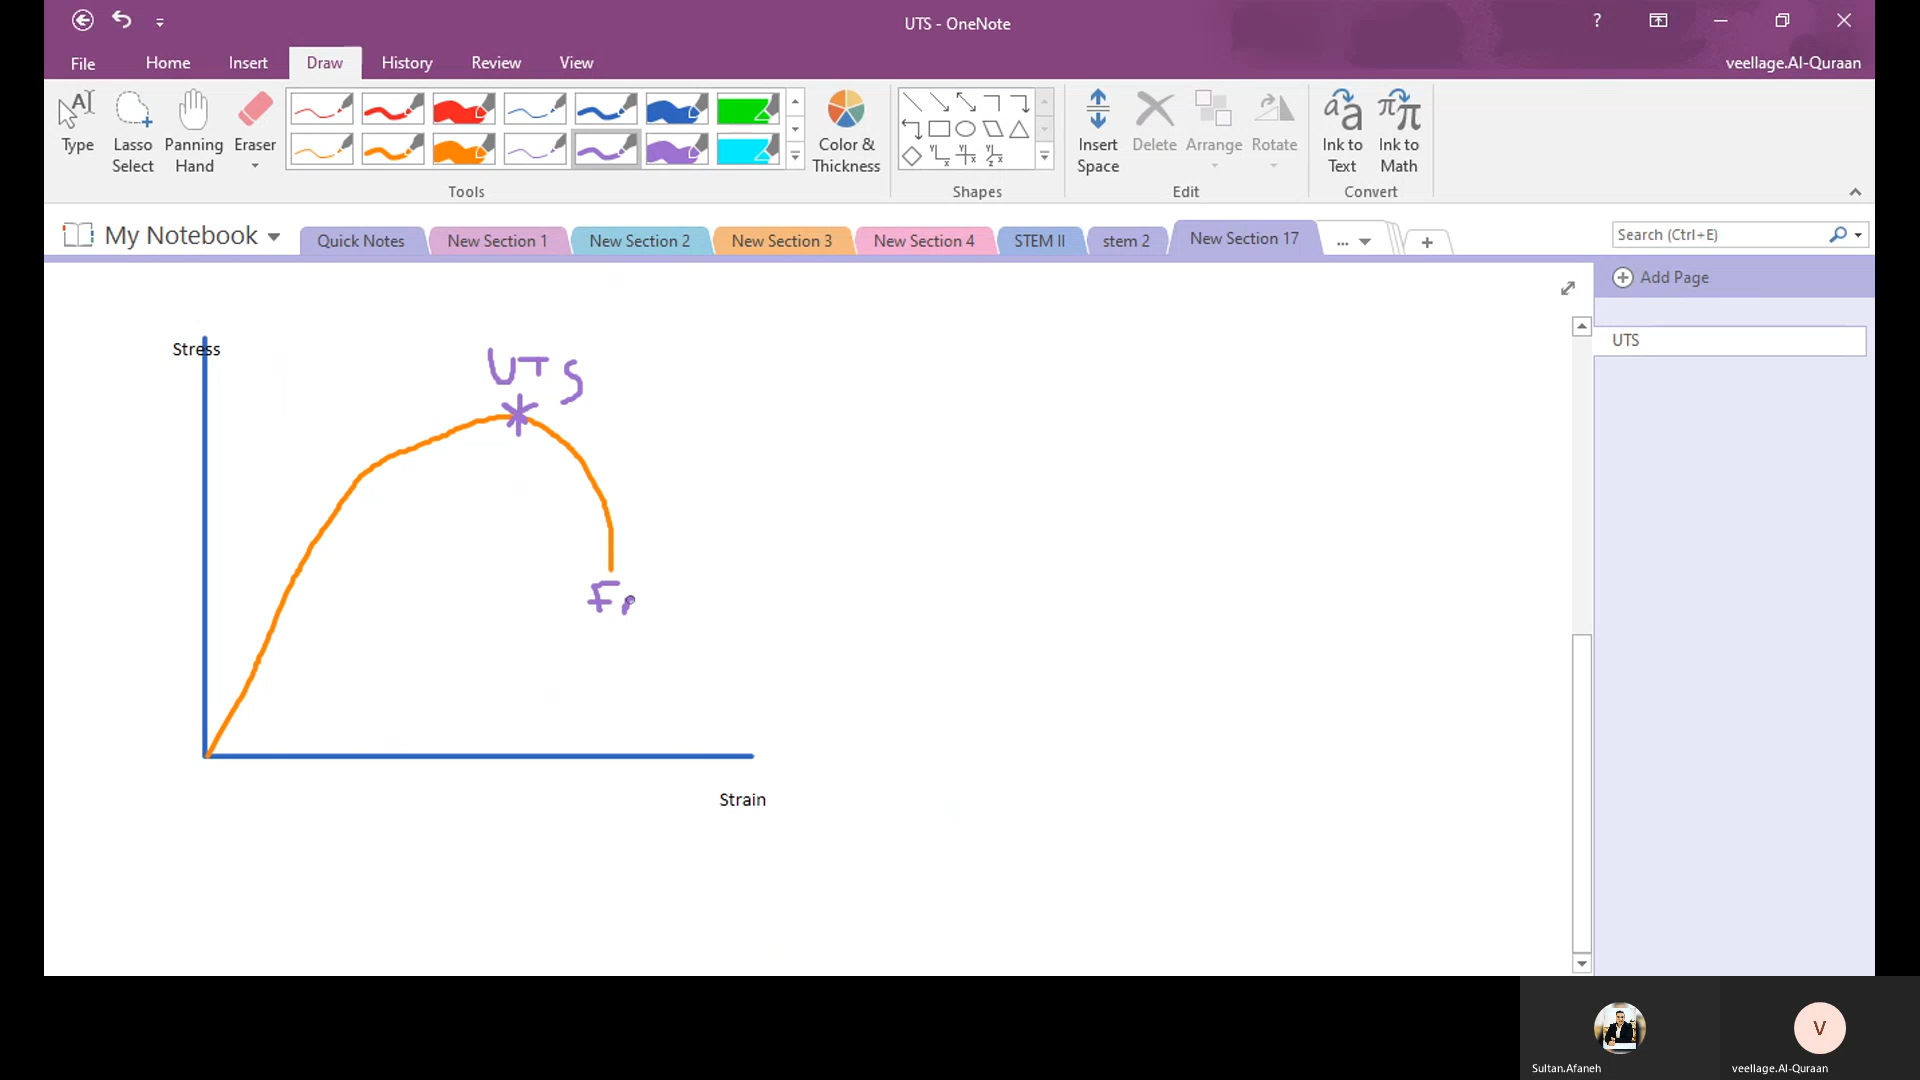 UTS - OneNote
?
File
Home
Insert
Draw
History
Review
View
veellage.Al-Quraan
Type
Lasso Select
Panning Hand
Eraser
Color & Thickness
Insert Space
Delete
Arrange
Rotate
Ink to Text
Ink to Math
Tools
Shapes
Edit
Convert
My Notebook
Quick Notes
New Section 1
New Section 2
New Section 3
New Section 4
STEM II
stem 2
New Section 17
...
Search (Ctrl+E)
Add Page
UTS
Stress
UTS
Fr
Strain
V
Sultan.Afaneh
veellage.Al-Quraan